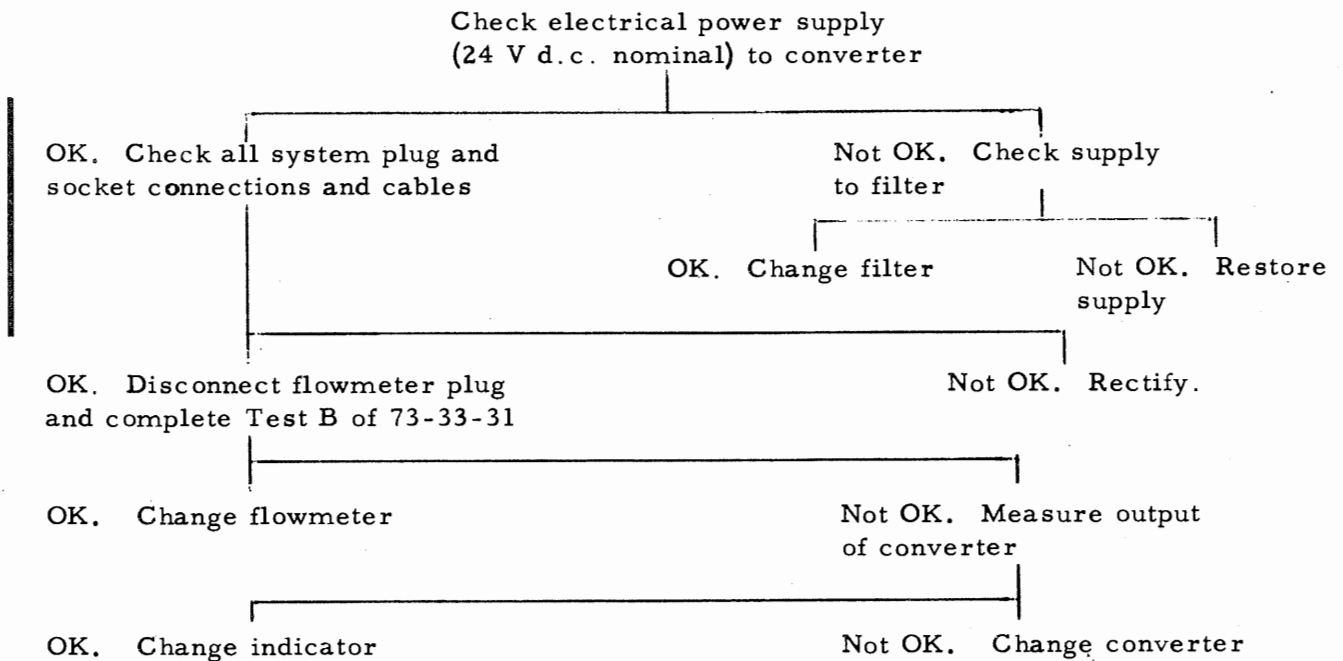 Check electrical power supply
(24 V d.c. nominal) to converter
OK. Check all system plug and
socket connections and cables
Not OK. Check supply
to filter
OK. Change filter
Not OK. Restore
supply
OK. Disconnect flowmeter plug
and complete Test B of 73-33-31
Not OK. Rectify.
OK. Change flowmeter
Not OK. Measure output
of converter
OK. Change indicator
Not OK. Change converter